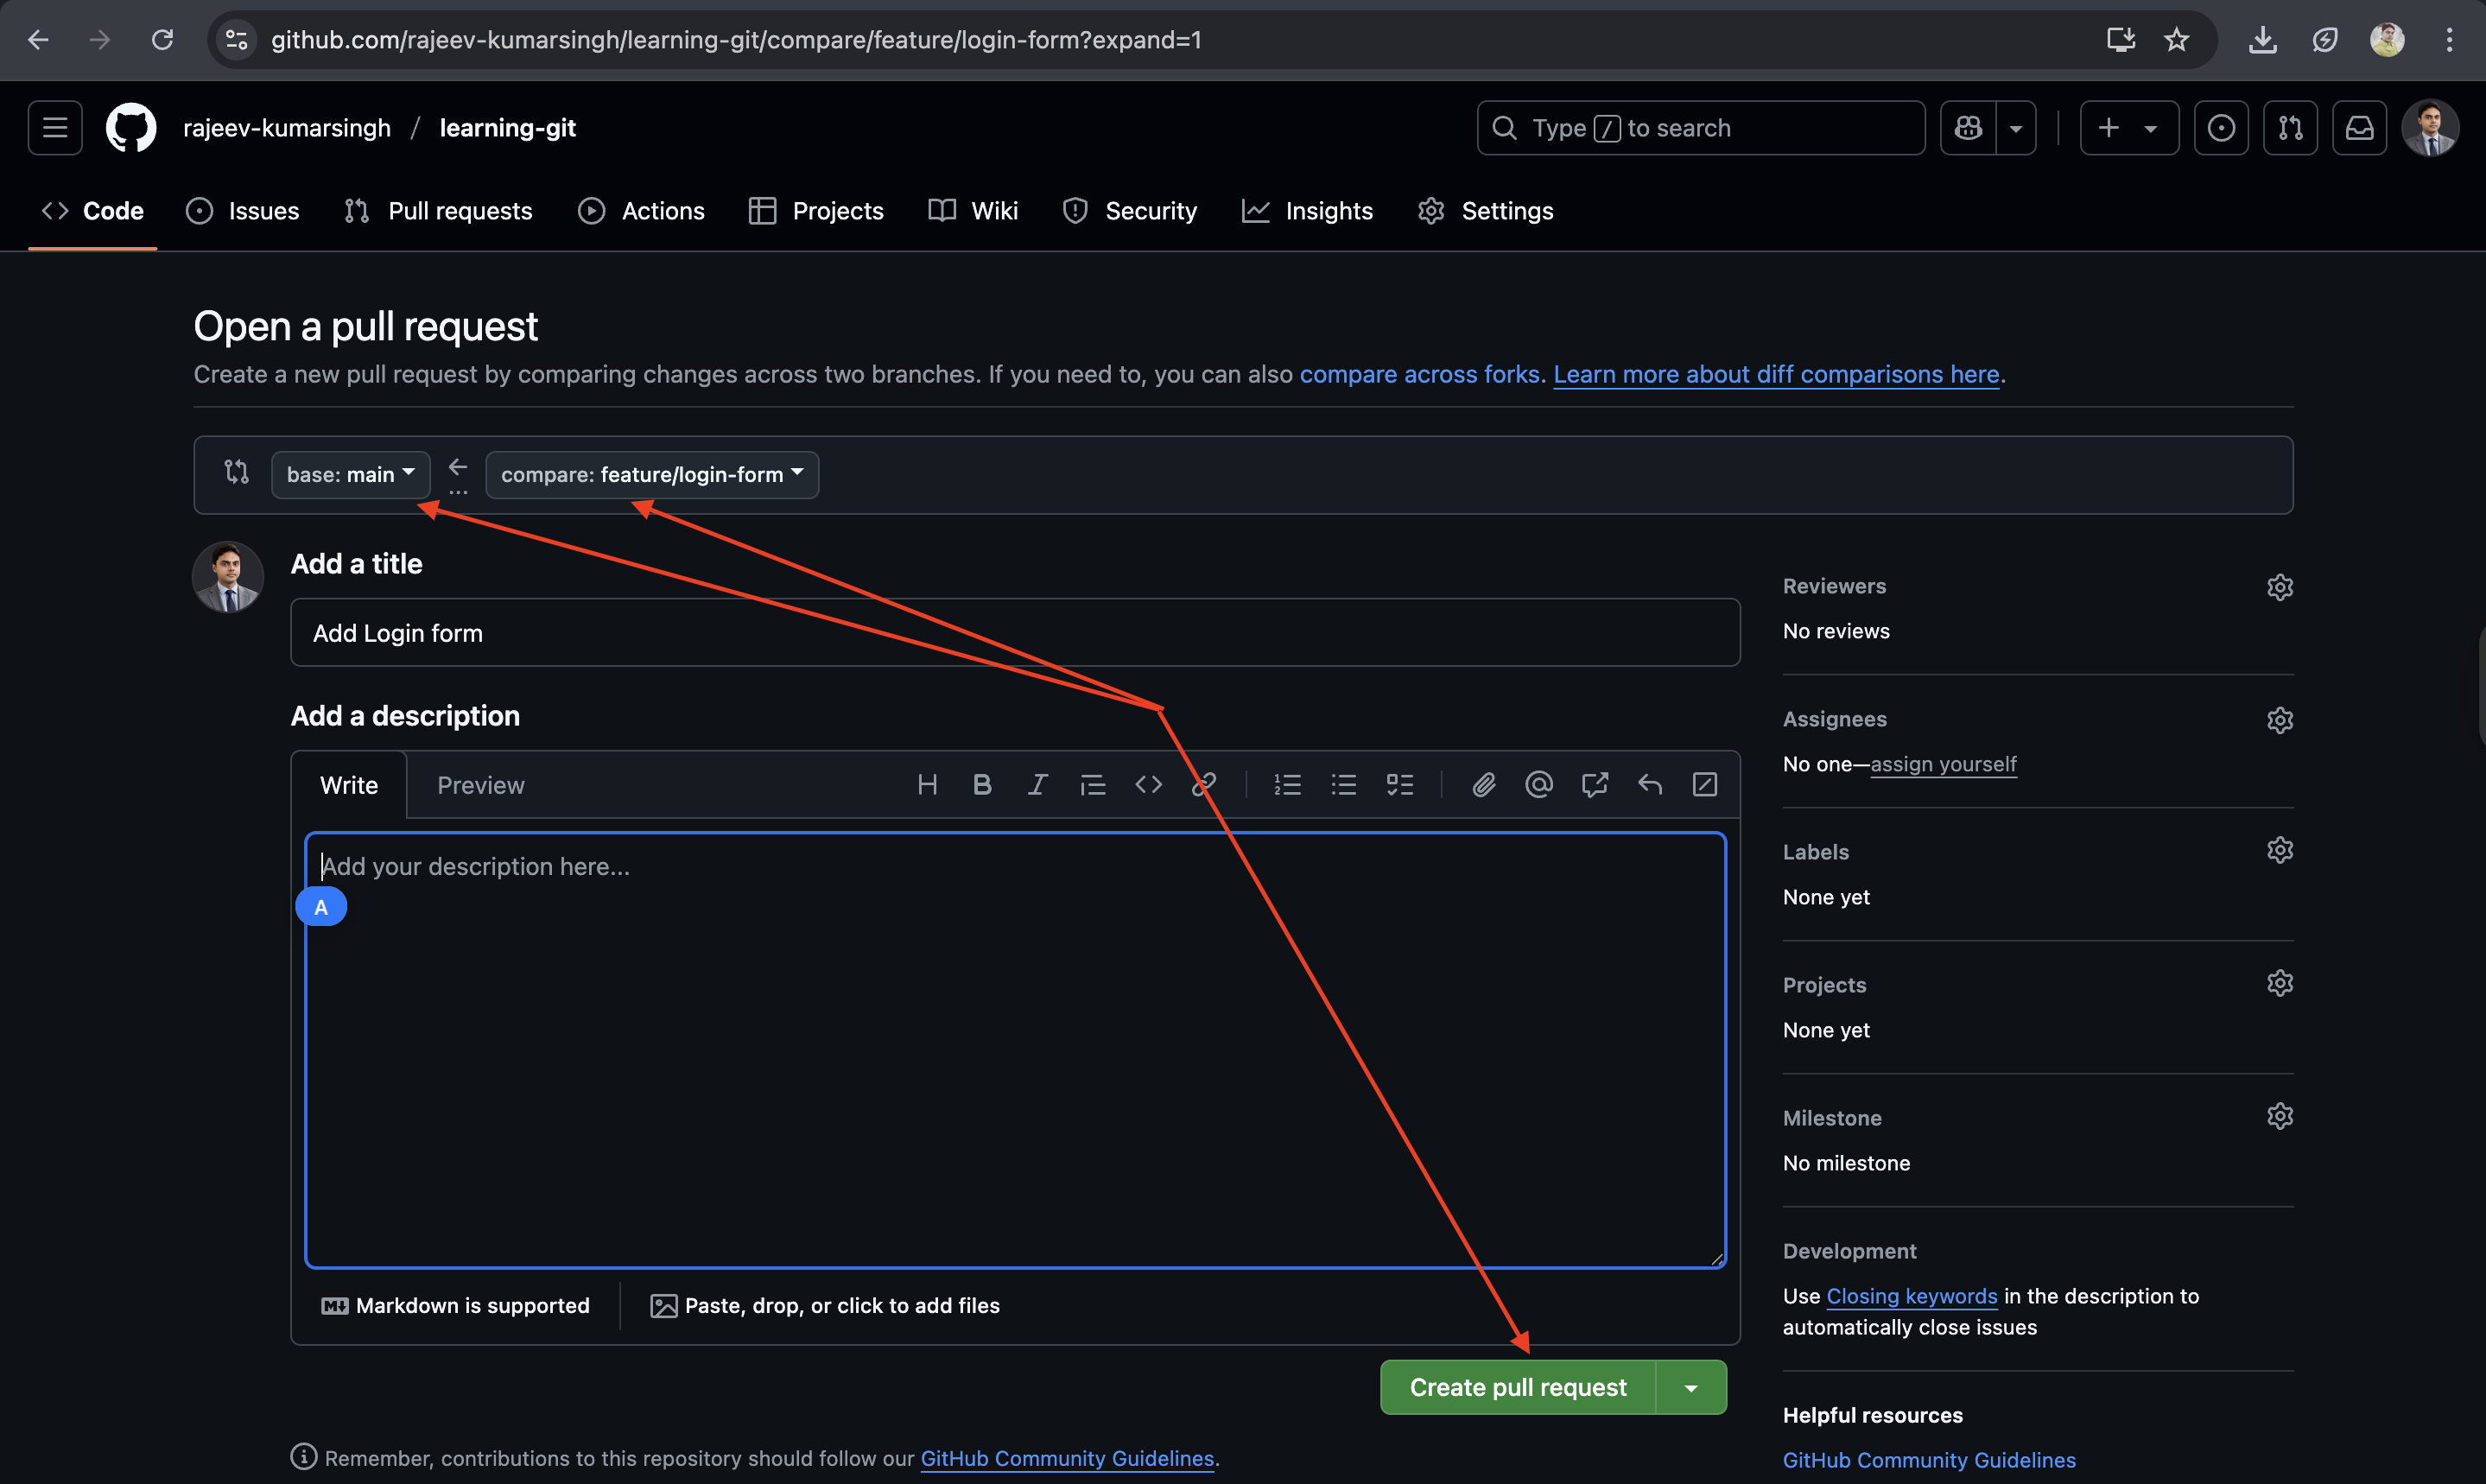 github.com/rajeev-kumarsingh/learning-git/compare/feature/login-form?expand=1
rajeev-kumarsingh / learning-git
Type / to search
Code Issues Pull requests Actions Projects Wiki Security Insights Settings
Open a pull request
Create a new pull request by comparing changes across two branches. If you need to, you can also compare across forks. Learn more about diff comparisons here.
base: main compare: feature/login-form
Add a title
Add Login form
Add a description
Write Preview
Add your description here...
A
Markdown is supported
Paste, drop, or click to add files
Create pull request
Remember, contributions to this repository should follow our GitHub Community Guidelines.
Reviewers
No reviews
Assignees
No one—assign yourself
Labels
None yet
Projects
None yet
Milestone
No milestone
Development
Use Closing keywords in the description to
automatically close issues
Helpful resources
GitHub Community Guidelines